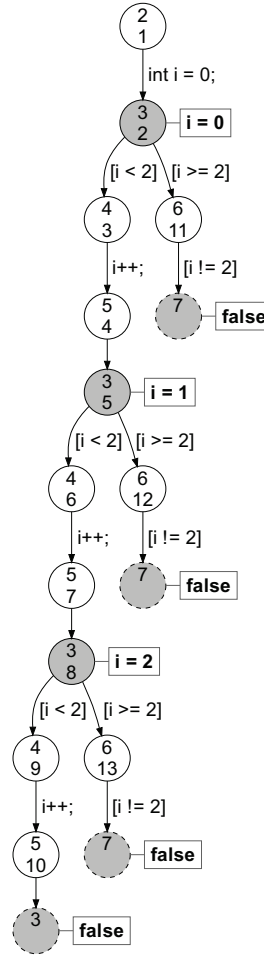 2
1
int i = 0;
3
2
i = 0
[i < 2]
[i >= 2]
4
3
6
11
i++;
[i != 2]
5
4
7
false
3
5
i = 1
[i < 2]
[i >= 2]
4
6
6
12
i++;
[i != 2]
5
7
7
false
3
8
i = 2
[i < 2]
[i >= 2]
4
9
6
13
i++;
[i != 2]
5
10
7
false
3
false